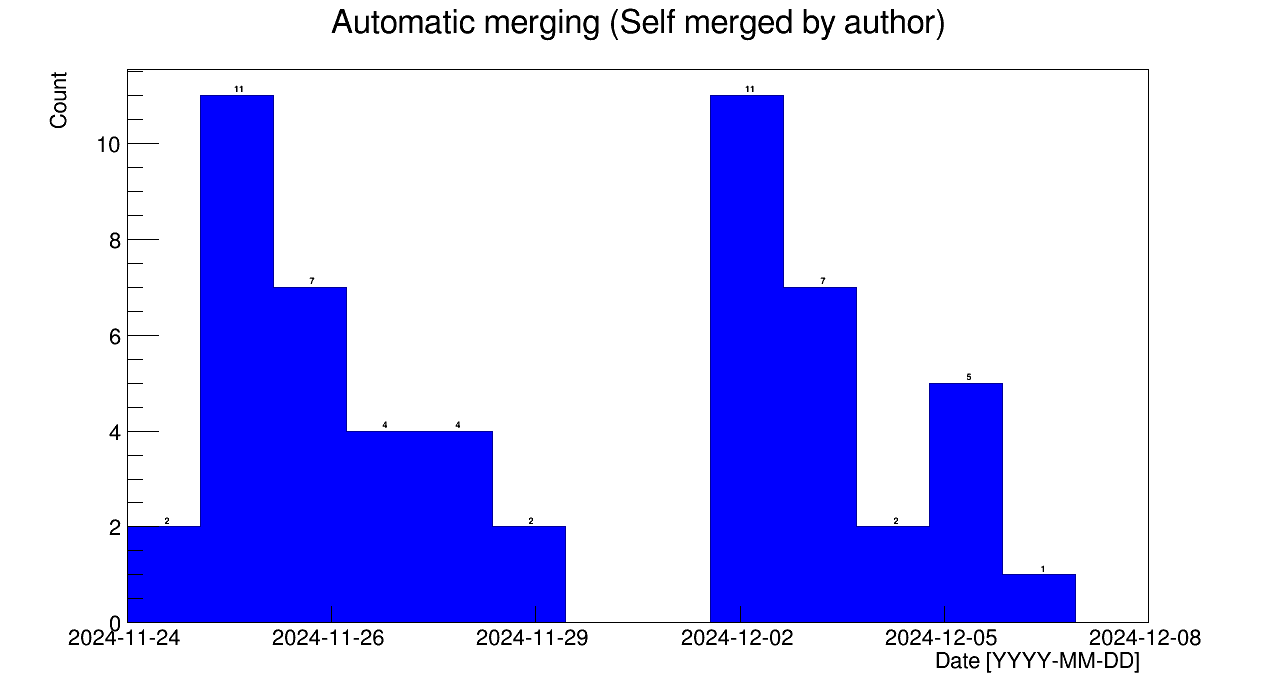 Automatic merging (Self merged by author)
Count
11 11
10
8
7 7
6
5
4 4 4
2 2 2 2
1
0
2024-11-24 2024-11-26 2024-11-29 2024-12-02 2024-12-05 2024-12-08
Date [YYYY-MM-DD]